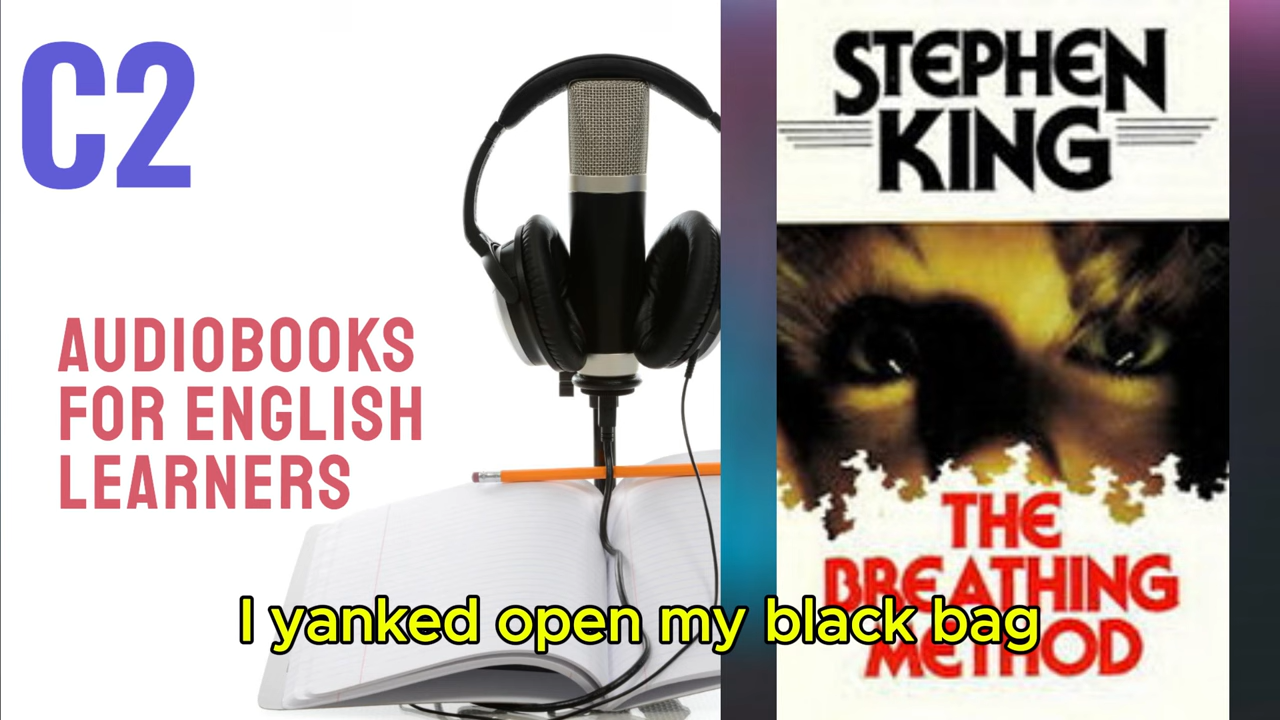 C2
AUDIOBOOKS
FOR ENGLISH
LEARNERS
STEPHEN
KING
THE
BREATHING
METHOD
I yanked open my black bag